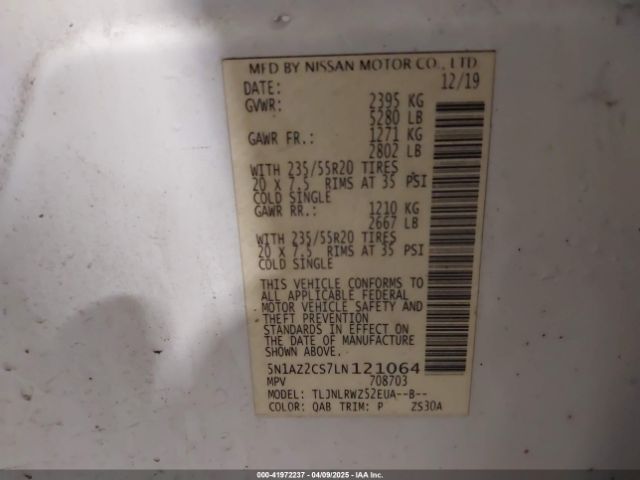 MFD BY NISSAN MOTOR CO., LTD
DATE: 12/19
GVWR: 2395 KG
5280 LB
GAWR FR.: 1271 KG
2802 LB
WITH 235/55R20 TIRES
20 X 7.5 RIMS AT 35 PSI
COLD SINGLE
GAWR RR.: 1210 KG
2667 LB
WITH 235/55R20 TIRES
20 X 7.5 RIMS AT 35 PSI
COLD SINGLE
THIS VEHICLE CONFORMS TO
ALL APPLICABLE FEDERAL
MOTOR VEHICLE SAFETY AND
THEFT PREVENTION
STANDARDS IN EFFECT ON
THE DATE OF MANUFACTURE
SHOWN ABOVE.
5N1AZ2CS7LN121064
MPV 708703
MODEL: TLJNLRWZ52EUA--B--
COLOR: QAB TRIM: P ZS30A
000-41972237 - 04/09/2025 - IAA Inc.